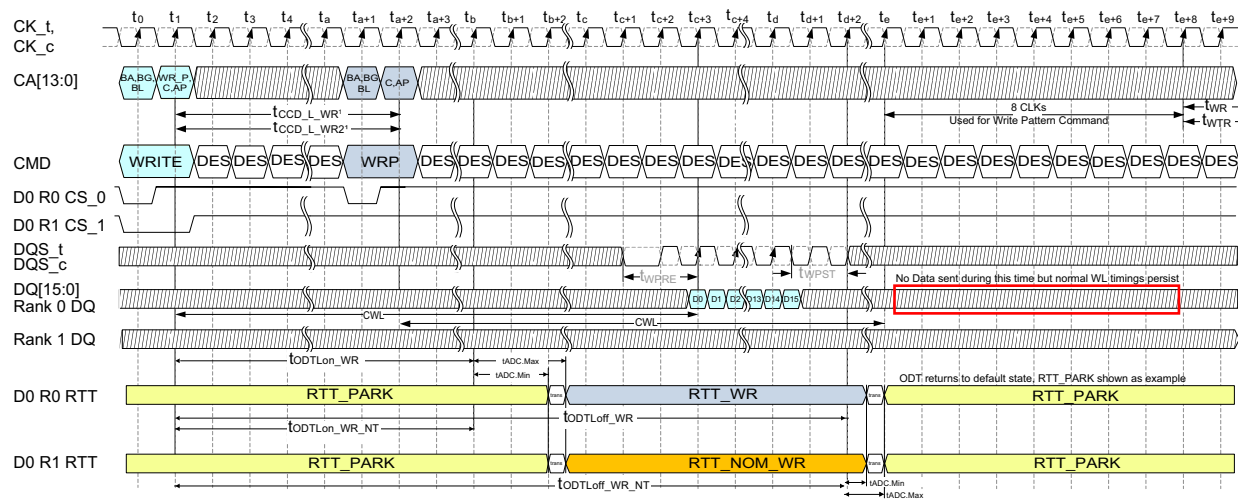 t0 t1 t2 t3 t4 ta ta+1 ta+2 ta+3 tb tb+1 tb+2 tc tc+1 tc+2 tc+3 tc+4 td td+1 td+2 te te+1 te+2 te+3 te+4 te+5 te+6 te+7 te+8 te+9
CK_t,
CK_c
CA[13:0]
BA,BG,
BL
WR_P,
C,AP
BA,BG
BL
C,AP
tCCD_L_WR¹
tCCD_L_WR2¹
8 CLKs
Used for Write Pattern Command
tWR
tWTR
CMD
WRITE DES DES DES DES WRP DES DES DES DES DES DES DES DES DES DES DES DES DES DES DES DES DES DES DES DES DES DES
D0 R0 CS_0
D0 R1 CS_1
DQS_t
DQS_c
tWPRE
tWPST
No Data sent during this time but normal WL timings persist
DQ[15:0]
Rank 0 DQ
D0 D1 D2 D13 D14 D15
CWL
CWL
Rank 1 DQ
tODTLon_WR
tADC.Max
tADC.Min
ODT returns to default state, RTT_PARK shown as example
D0 R0 RTT
RTT_PARK trans RTT_WR trans RTT_PARK
tODTLoff_WR
tODTLon_WR_NT
D0 R1 RTT
RTT_PARK trans RTT_NOM_WR trans RTT_PARK
tODTLoff_WR_NT
tADC.Min
tADC.Max